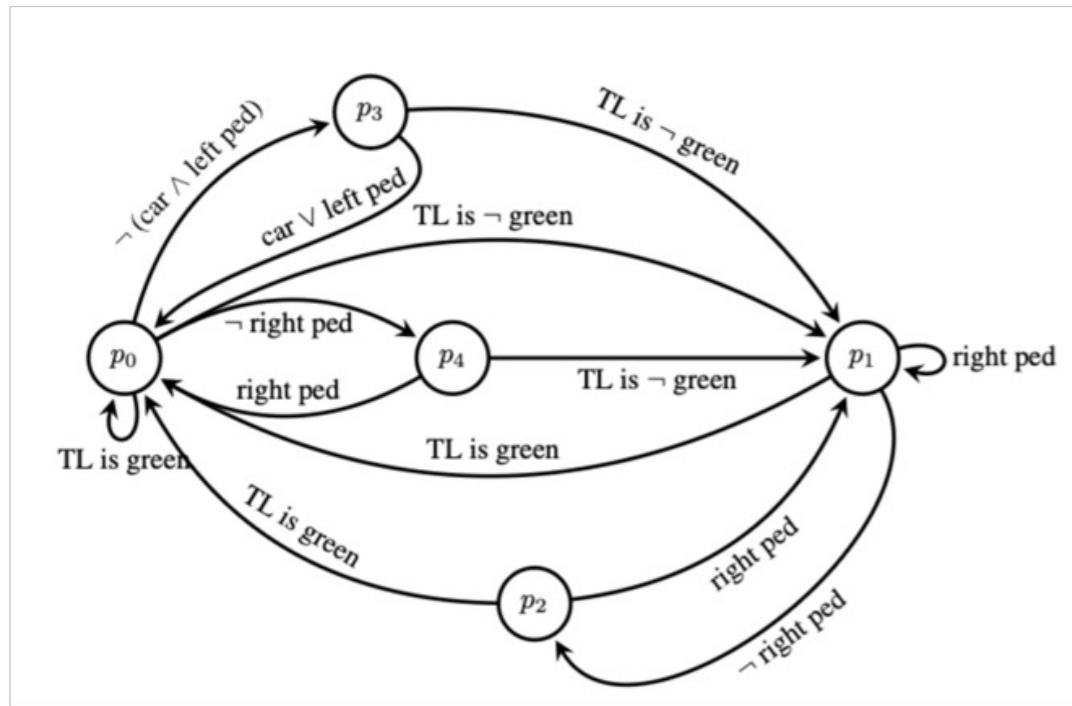 p₃
TL is ¬ green
¬ (car ∧ left ped)
car ∨ left ped
TL is ¬ green
¬ right ped
p₀
p₄
p₁
right ped
TL is ¬ green
right ped
TL is green
TL is green
TL is green
right ped
p₂
¬ right ped